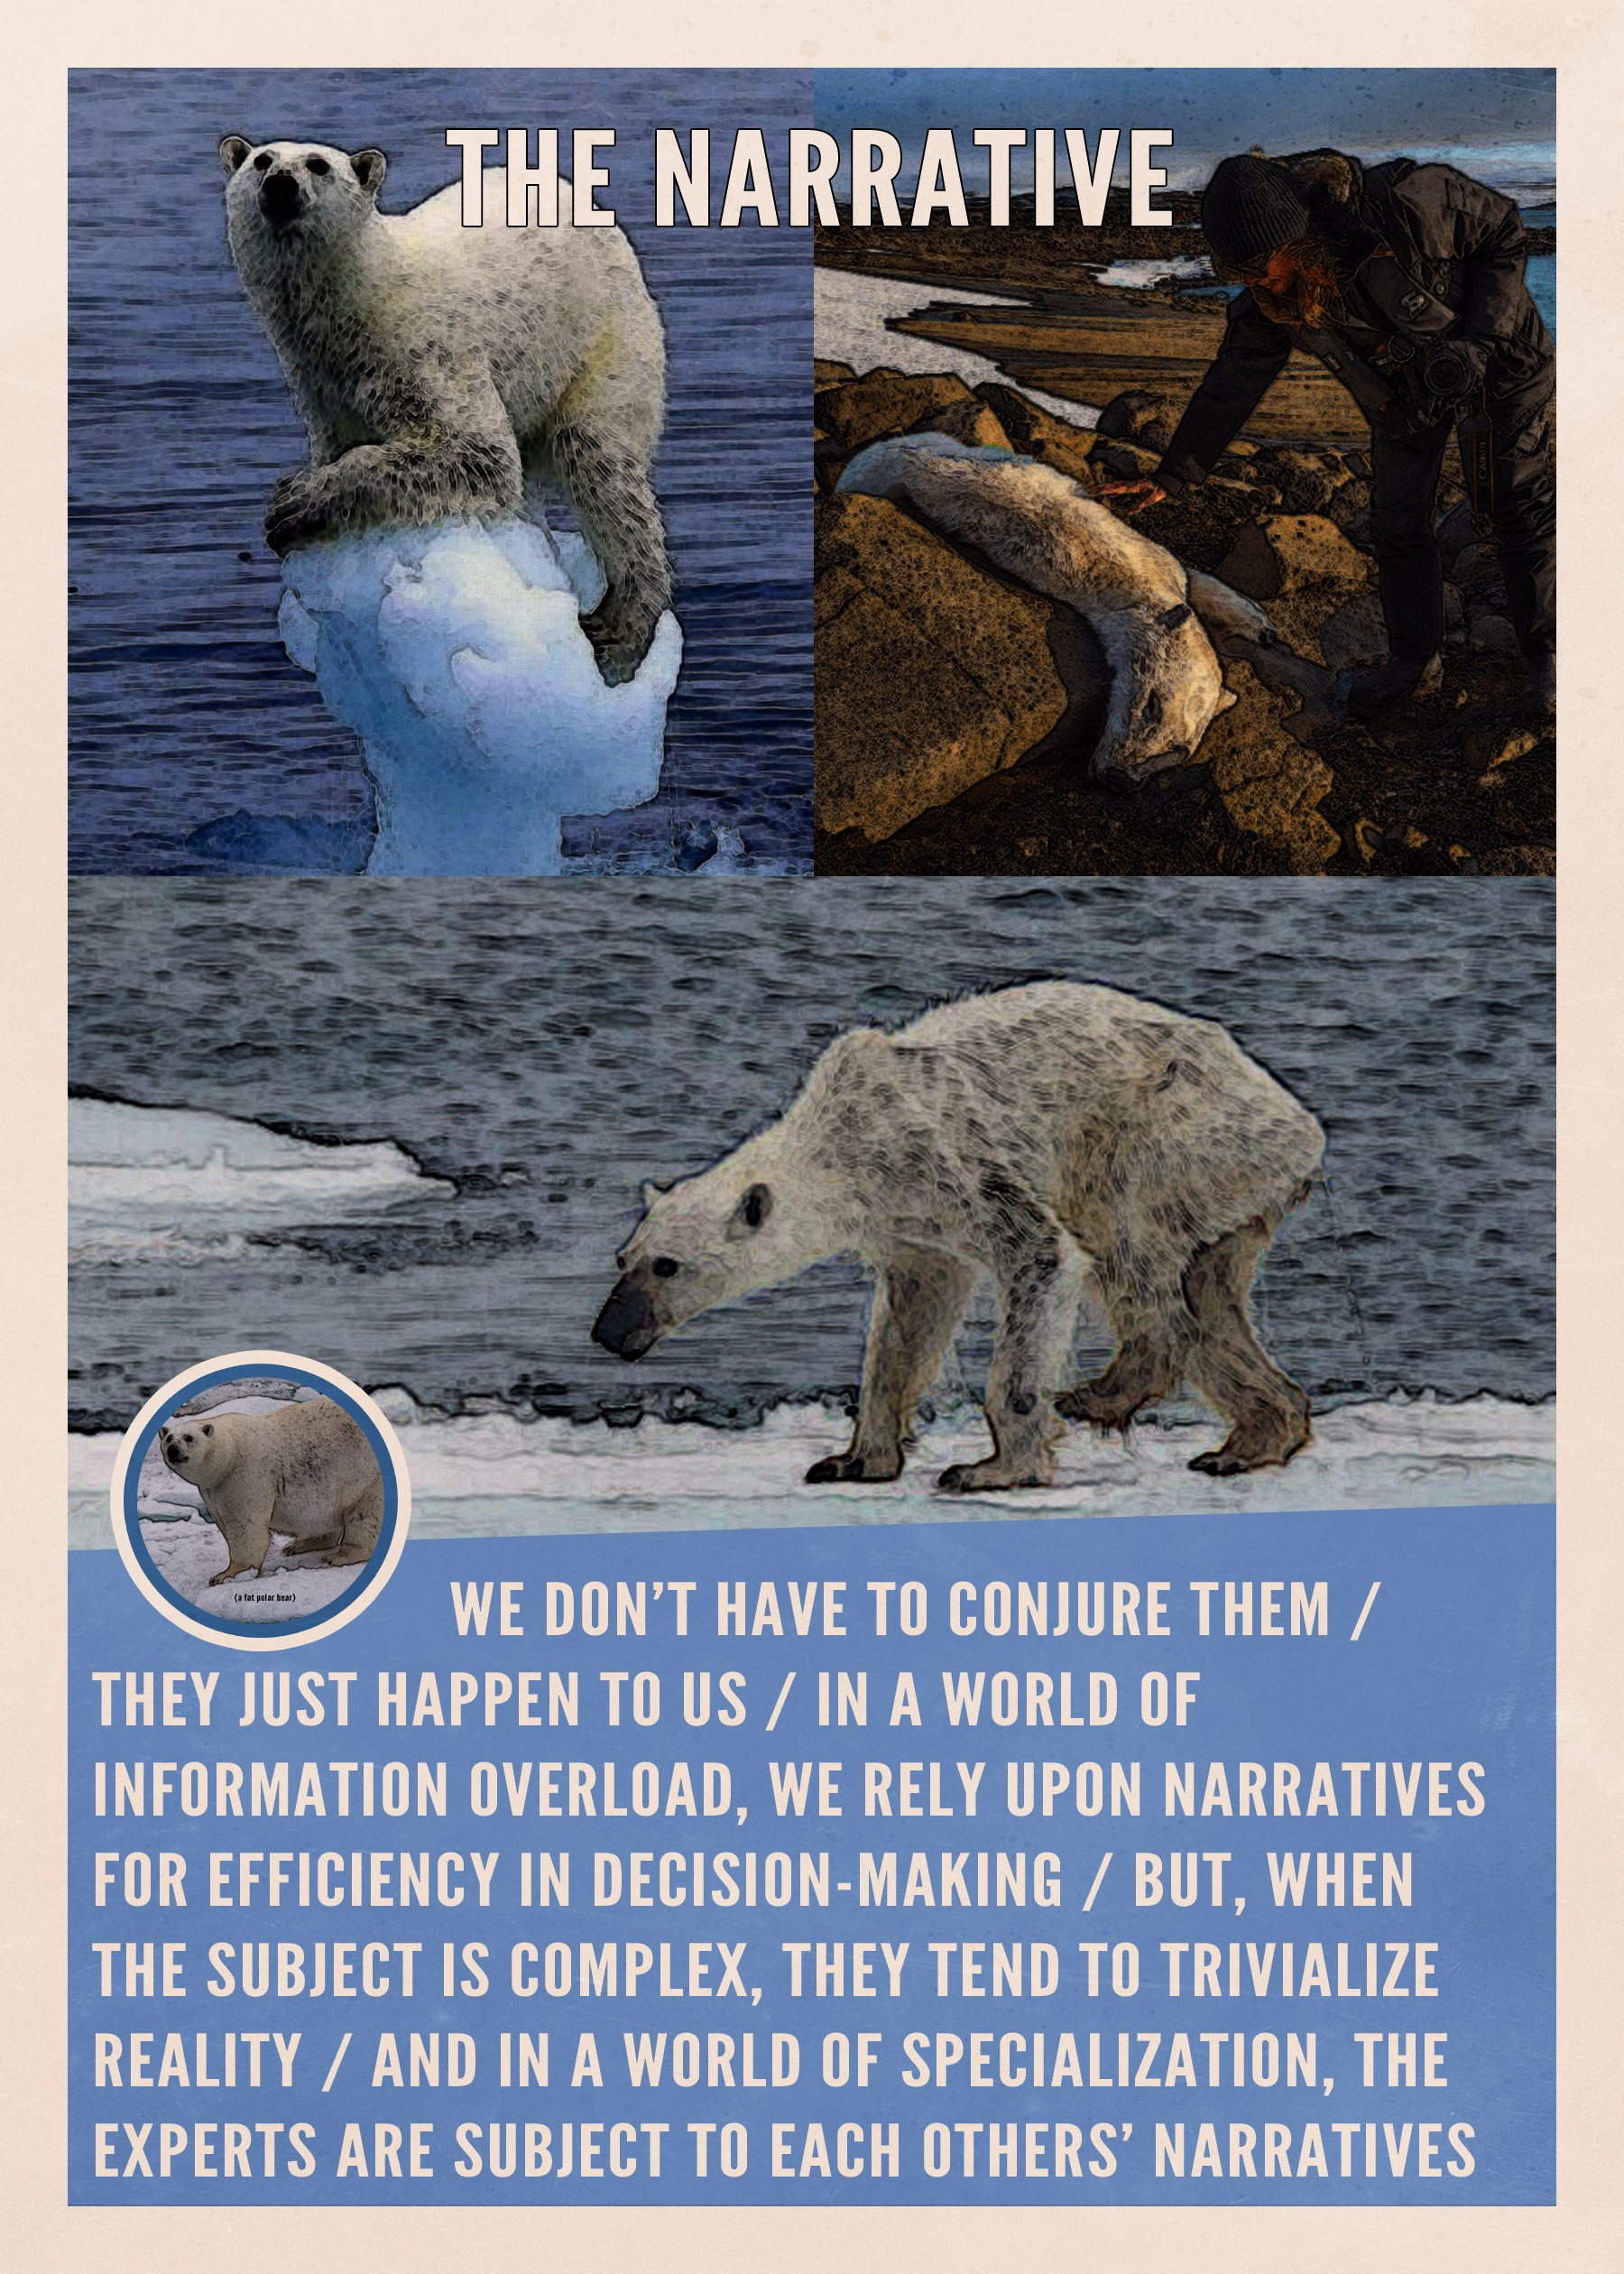 THE NARRATIVE
(a fat polar bear)
WE DON'T HAVE TO CONJURE THEM /
THEY JUST HAPPEN TO US / IN A WORLD OF
INFORMATION OVERLOAD, WE RELY UPON NARRATIVES
FOR EFFICIENCY IN DECISION-MAKING / BUT, WHEN
THE SUBJECT IS COMPLEX, THEY TEND TO TRIVIALIZE
REALITY / AND IN A WORLD OF SPECIALIZATION, THE
EXPERTS ARE SUBJECT TO EACH OTHERS' NARRATIVES